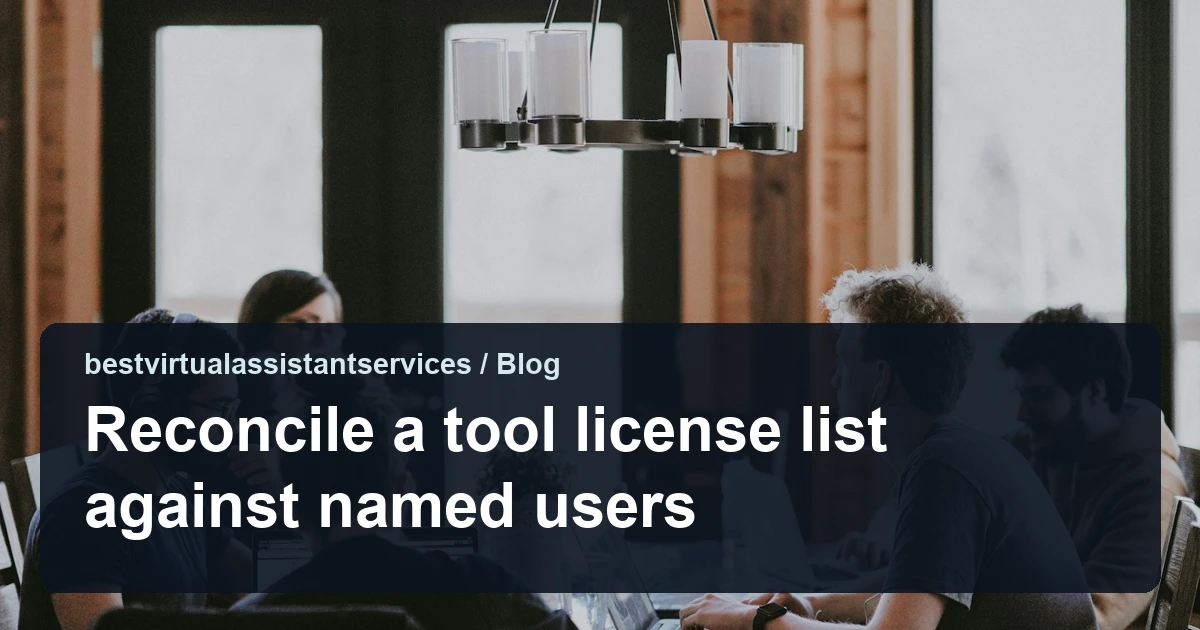 bestvirtualassistantservices / Blog
Reconcile a tool license list
against named users